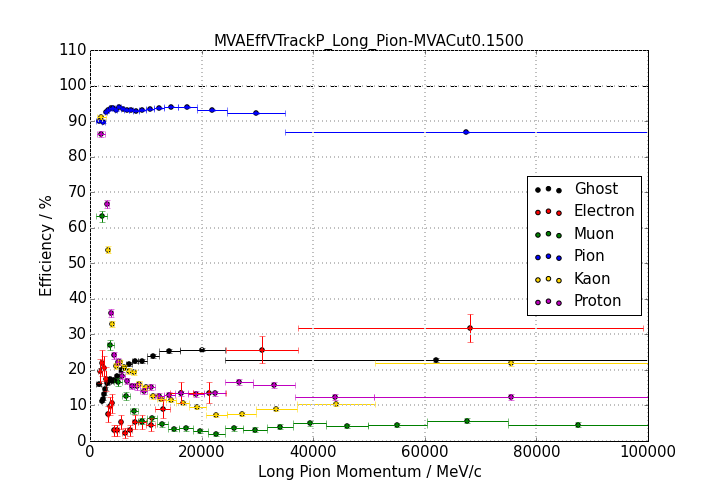 MVAEffVTrackP_Long_Pion-MVACut0.1500
110
100
90
80
70
60
50
40
30
20
10
0
Efficiency / %
Ghost
Electron
Muon
Pion
Kaon
Proton
0 20000 40000 60000 80000 100000
Long Pion Momentum / MeV/c